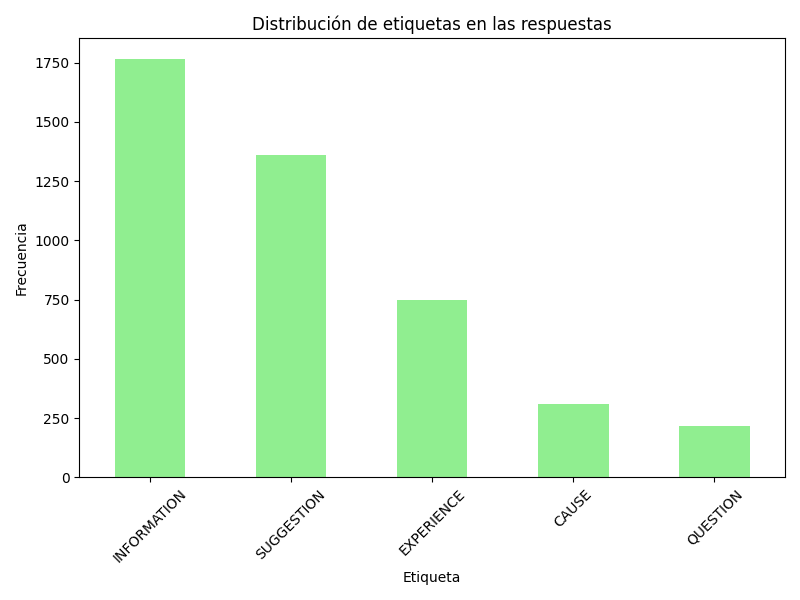 Distribución de etiquetas en las respuestas
Frecuencia
1750
1500
1250
1000
750
500
250
0
INFORMATION
SUGGESTION
EXPERIENCE
CAUSE
QUESTION
Etiqueta